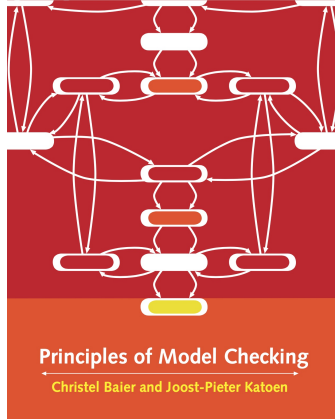 Principles of Model Checking
Christel Baier and Joost-Pieter Katoen